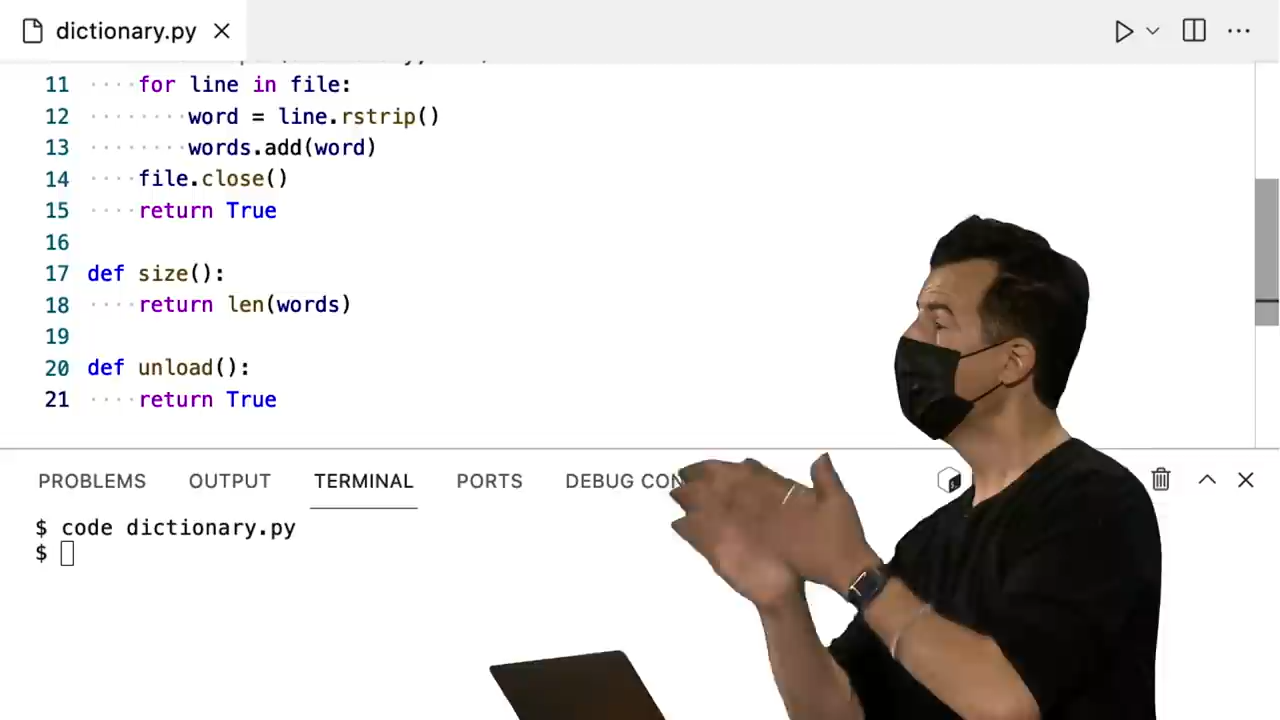 dictionary.py
11 for line in file:
12 word = line.rstrip()
13 words.add(word)
14 file.close()
15 return True
16
17 def size():
18 return len(words)
19
20 def unload():
21 return True
PROBLEMS OUTPUT TERMINAL PORTS DEBUG
$ code dictionary.py
$